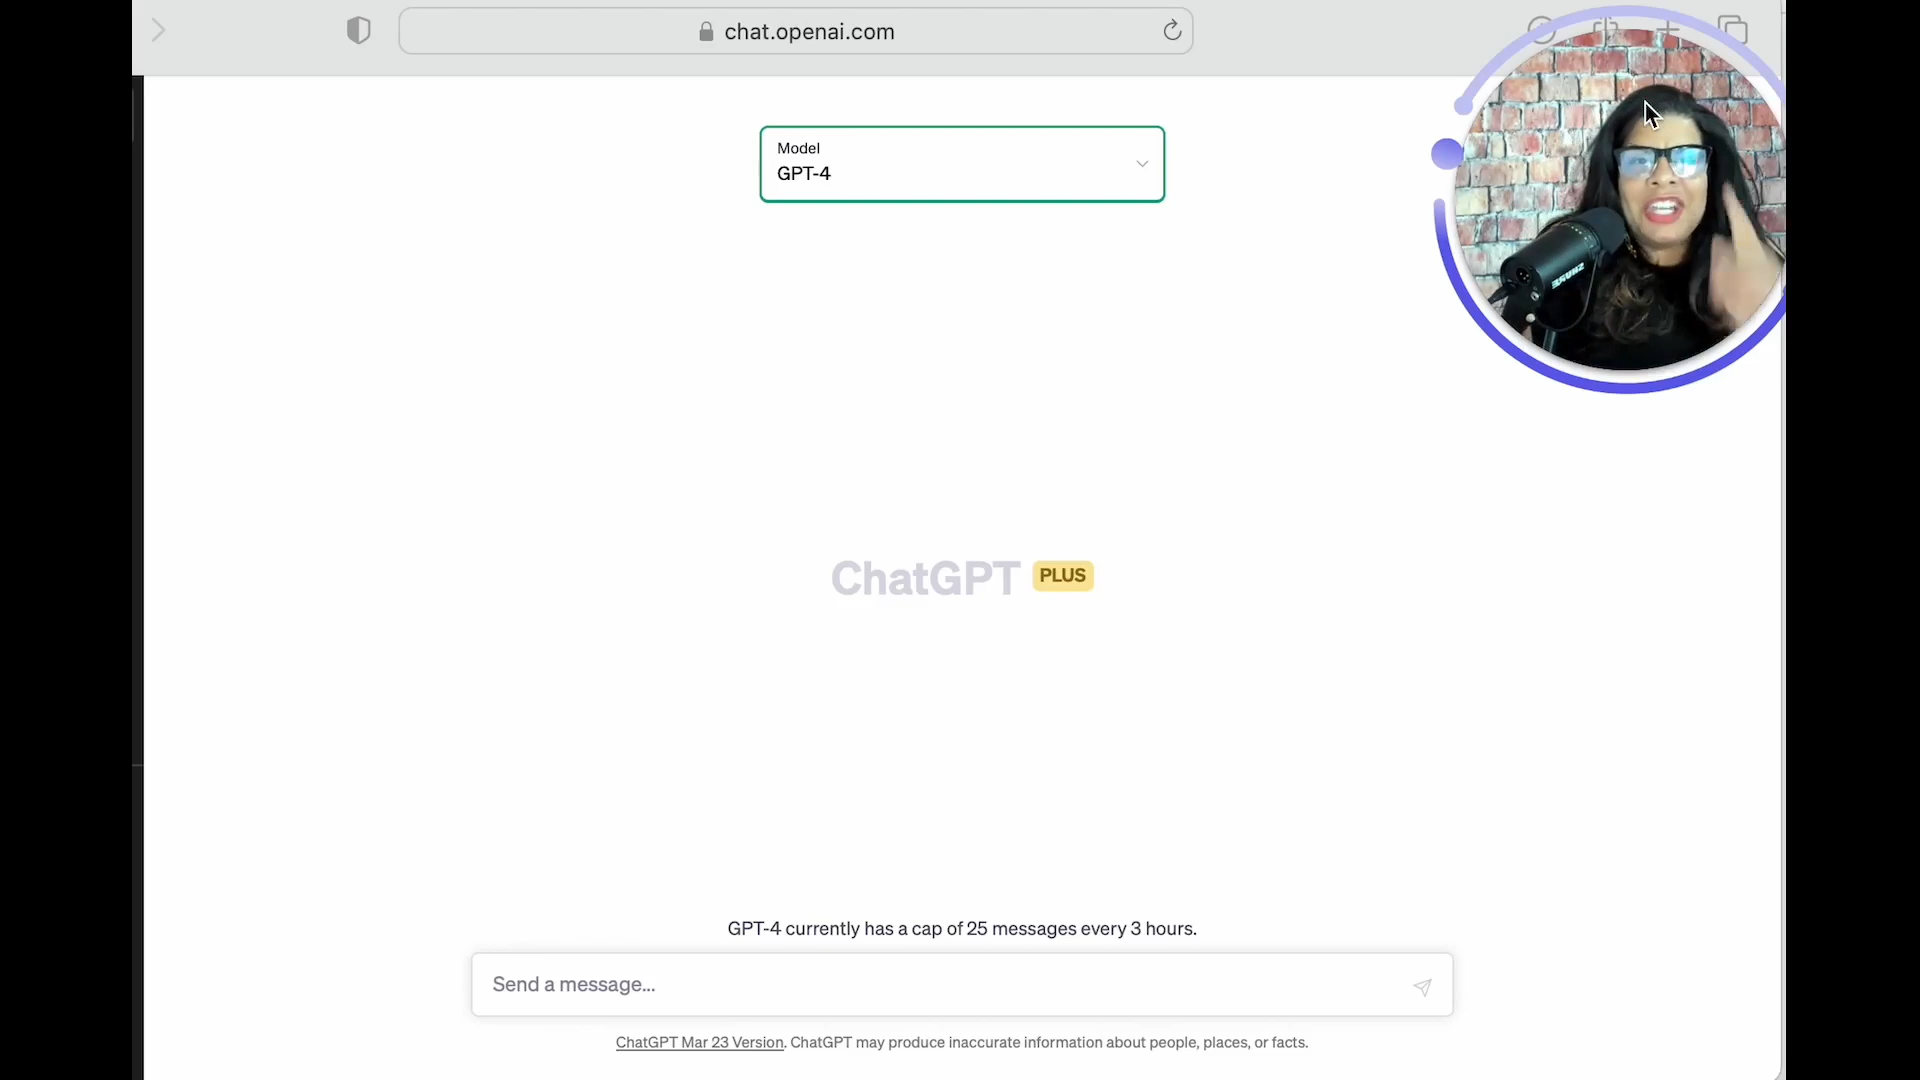 chat.openai.com
Model
GPT-4
SHURE
ChatGPT PLUS
GPT-4 currently has a cap of 25 messages every 3 hours.
Send a message...
ChatGPT Mar 23 Version. ChatGPT may produce inaccurate information about people, places, or facts.